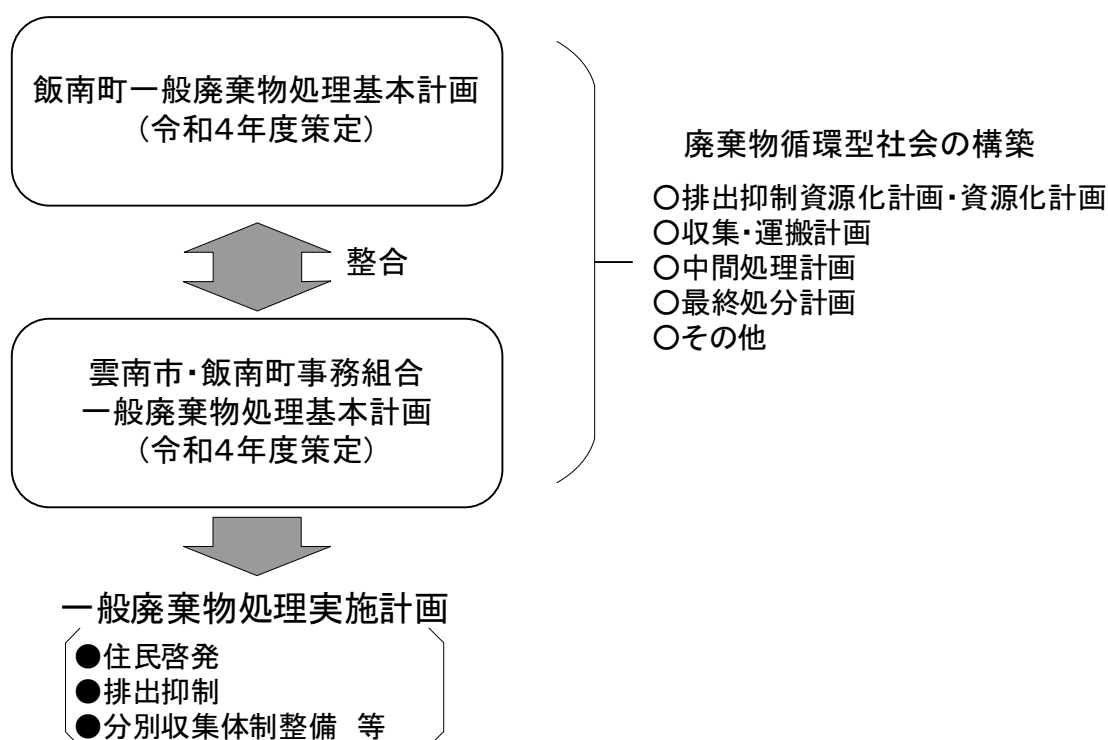 飯南町一般廃棄物処理基本計画
（令和４年度策定）
整合
雲南市・飯南町事務組合
一般廃棄物処理基本計画
（令和４年度策定）
一般廃棄物処理実施計画
●住民啓発
●排出抑制
●分別収集体制整備　等
廃棄物循環型社会の構築
○排出抑制資源化計画・資源化計画
○収集・運搬計画
○中間処理計画
○最終処分計画
○その他